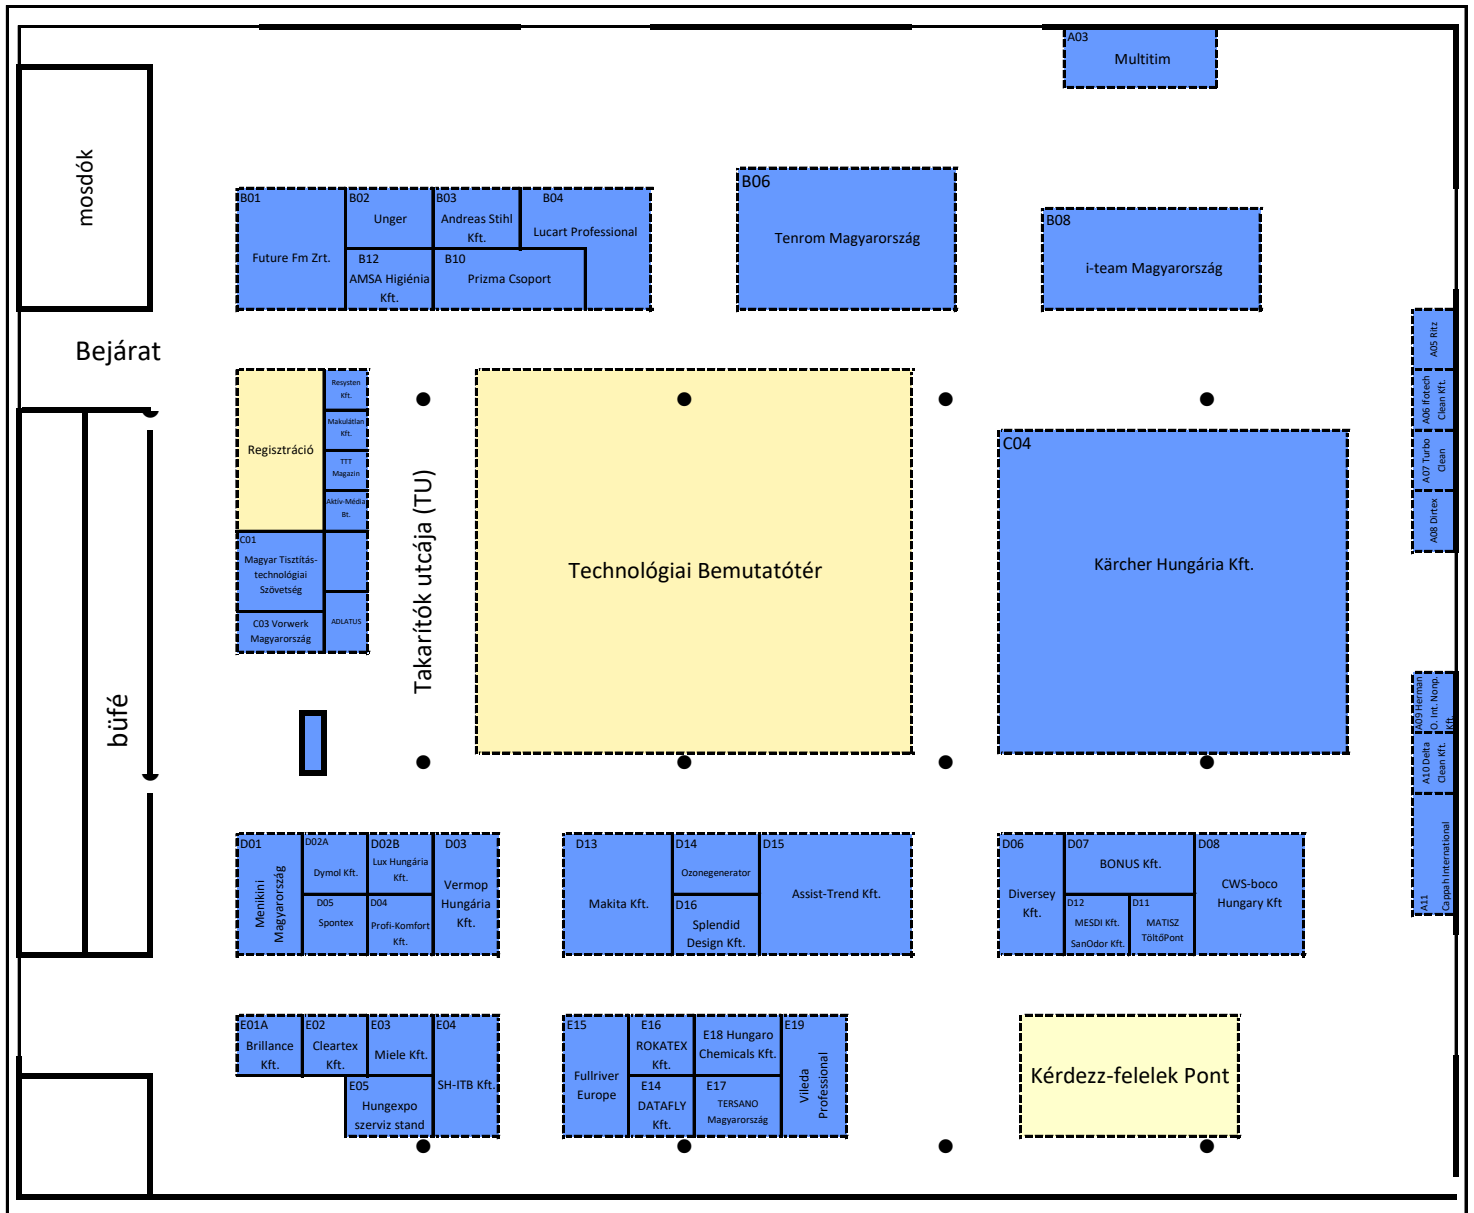 A03
Multitim
mosdók
B01
Future Fm Zrt.
B02
Unger
B03
Andreas Stihl
Kft.
B04
Lucart Professional
B12
AMSA Higiénia
Kft.
B10
Prizma Csoport
B06
Tenrom Magyarország
B08
i-team Magyarország
Bejárat
A05 Ritz
A06 Ifotech
Clean Kft.
A07 Turbo
Clean
A08 Dirtex
Regisztráció
Resysten
Kft.
Makulátlan
Kft.
TTT
Magazin
Aktív-Média
Bt.
C01
Magyar Tisztítás-
technológiai
Szövetség
C03 Vorwerk
Magyarország
ADLATUS
Takarítók utcája (TU)
Technológiai Bemutatótér
C04
Kärcher Hungária Kft.
büfé
A09 Herman
O. Int. Nonp.
Kft.
A10 Delta
Clean Kft.
A11
Cappah International
D01
Menikini
Magyarország
D02A
Dymol Kft.
D02B
Lux Hungária
Kft.
D03
Vermop
Hungária
Kft.
D05
Spontex
D04
Profi-Komfort
Kft.
D13
Makita Kft.
D14
Ozonegenerator
D15
Assist-Trend Kft.
D16
Splendid
Design Kft.
D06
Diversey
Kft.
D07
BONUS Kft.
D08
CWS-boco
Hungary Kft
D12
MESDI Kft.
SanOdor Kft.
D11
MATISZ
TöltőPont
E01A
Brillance
Kft.
E02
Cleartex
Kft.
E03
Miele Kft.
E04
SH-ITB Kft.
E05
Hungexpo
szerviz stand
E15
Fullriver
Europe
E16
ROKATEX
Kft.
E18 Hungaro
Chemicals Kft.
E19
Vileda
Professional
E14
DATAFLY
Kft.
E17
TERSANO
Magyarország
Kérdezz-felelek Pont